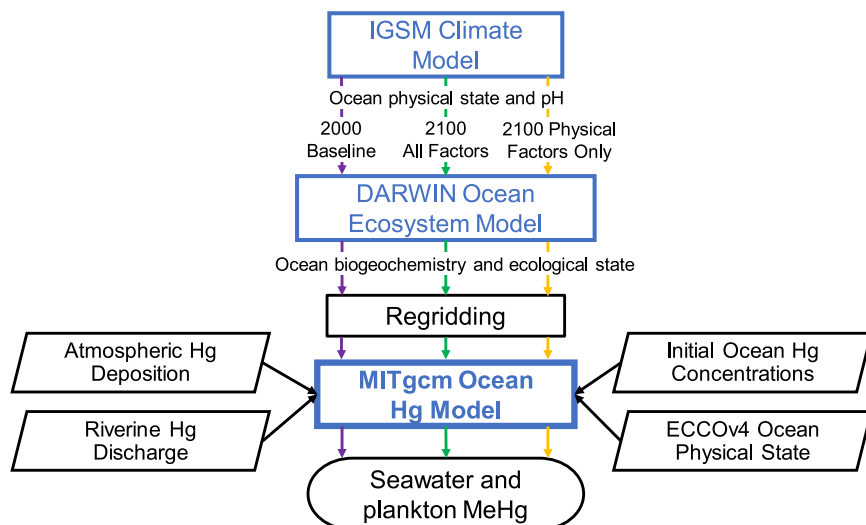 IGSM Climate
Model
Ocean physical state and pH
2000
Baseline
2100
All Factors
2100 Physical
Factors Only
DARWIN Ocean
Ecosystem Model
Ocean biogeochemistry and ecological state
Regridding
Atmospheric Hg
Deposition
Riverine Hg
Discharge
MITgcm Ocean
Hg Model
Initial Ocean Hg
Concentrations
ECCOv4 Ocean
Physical State
Seawater and
plankton MeHg